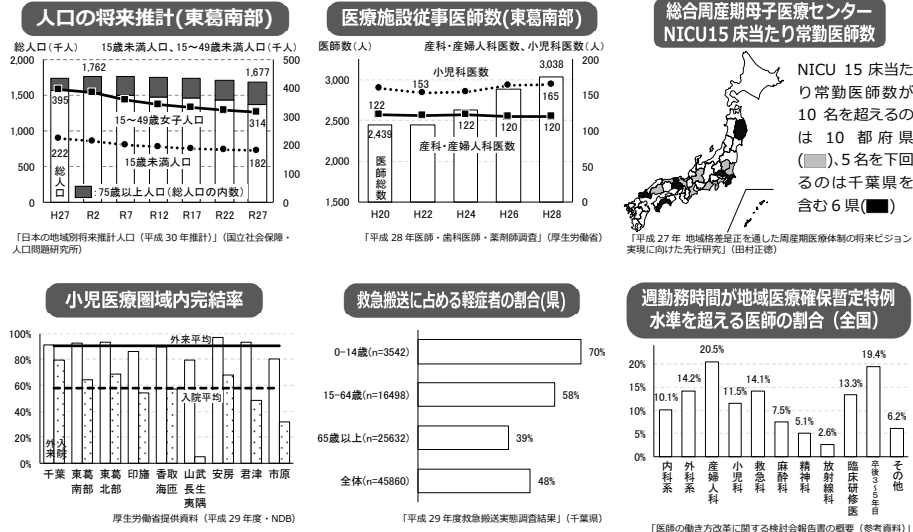 人口の将来推計(東葛南部)
総人口(千人) 15歳未満人口、15～49歳未満人口(千人)
2,000
1,500
1,000
500
0
500
400
300
200
100
0
1,762
1,677
395
314
15～49歳女子人口
222
15歳未満人口
182
総人口
:75歳以上人口(総人口の内数)
H27 R2 R7 R12 R17 R22 R27
「日本の地域別将来推計人口(平成30年推計)」(国立社会保障・
人口問題研究所)
医療施設従事医師数(東葛南部)
医師数(人) 産科・産婦人科医数、小児科医数(人)
3,000
2,500
2,000
1,500
200
150
100
50
0
小児科医数
3,038
122
153
165
2,439
122
120
120
産科・産婦人科医数
医師総数
H20 H22 H24 H26 H28
「平成28年医師・歯科医師・薬剤師調査」(厚生労働省)
総合周産期母子医療センター
NICU15床当たり常勤医師数
NICU 15 床当た
り常勤医師数が
10 名を超えるの
は 10 都府県
( )、5名を下回
るのは千葉県を
含む6県( )
「平成27年 地域格差是正を通した周産期医療体制の将来ビジョン
実現に向けた先行研究」(田村正徳)
小児医療圏域内完結率
100%
80%
60%
40%
20%
0%
外来平均
入院平均
外来
入院
千葉 東葛南部 東葛北部 印旛 香取海匝 山武長生夷隅 安房 君津 市原
厚生労働省提供資料(平成29年度・NDB)
救急搬送に占める軽症者の割合(県)
0-14歳(n=3542) 70%
15-64歳(n=16498) 58%
65歳以上(n=25632) 39%
全体(n=45860) 48%
「平成29年度救急搬送実態調査結果」(千葉県)
週勤務時間が地域医療確保暫定特例
水準を超える医師の割合(全国)
20%
15%
10%
5%
0%
10.1%
14.2%
20.5%
11.5%
14.1%
7.5%
5.1%
2.6%
13.3%
19.4%
6.2%
内科系 外科系 産婦人科 小児科 救急科 麻酔科 精神科 放射線科 臨床研修医 卒後3～5年目 その他
「医師の働き方改革に関する検討会報告書の概要(参考資料)」